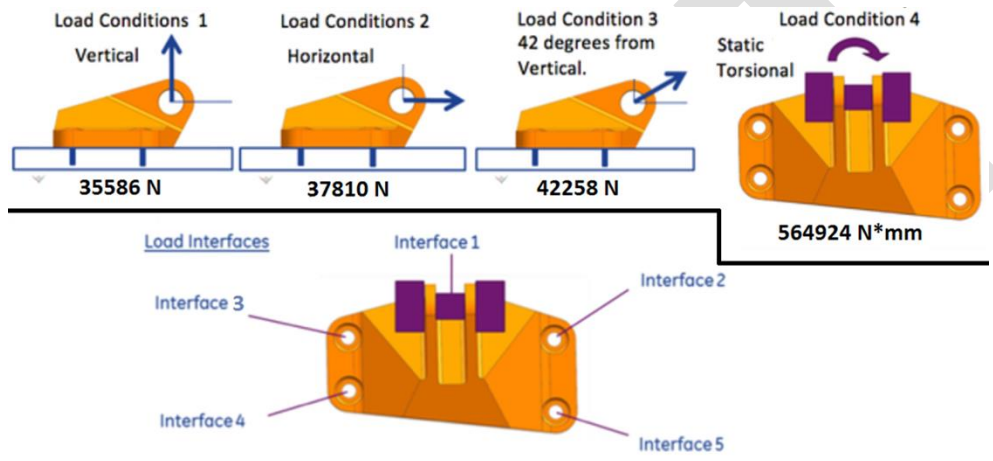 Load Conditions 1
Vertical
35586 N
Load Conditions 2
Horizontal
37810 N
Load Condition 3
42 degrees from
Vertical.
42258 N
Load Condition 4
Static
Torsional
564924 N*mm
Load Interfaces
Interface 1
Interface 2
Interface 3
Interface 4
Interface 5